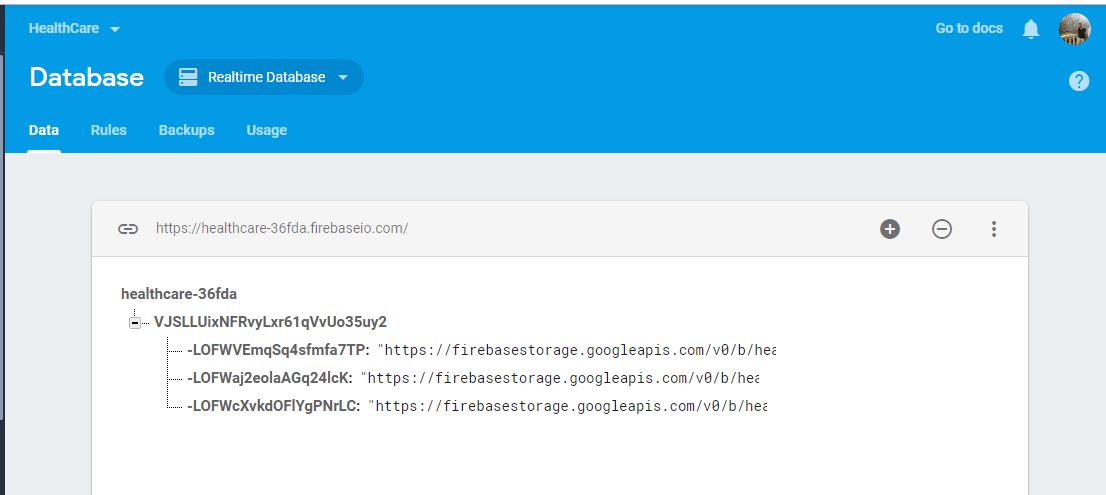 HealthCare
Go to docs
Database
Realtime Database
?
Data Rules Backups Usage
https://healthcare-36fda.firebaseio.com/
healthcare-36fda
VJSLLUixNFRvyLxr61qVvUo35uy2
-LOFWVEmqSq4sfmfa7TP: "https://firebasestorage.googleapis.com/v0/b/hea
-LOFWaj2eolaAGq24lcK: "https://firebasestorage.googleapis.com/v0/b/hea
-LOFWcXvkdOFlYgPNrLC: "https://firebasestorage.googleapis.com/v0/b/hea